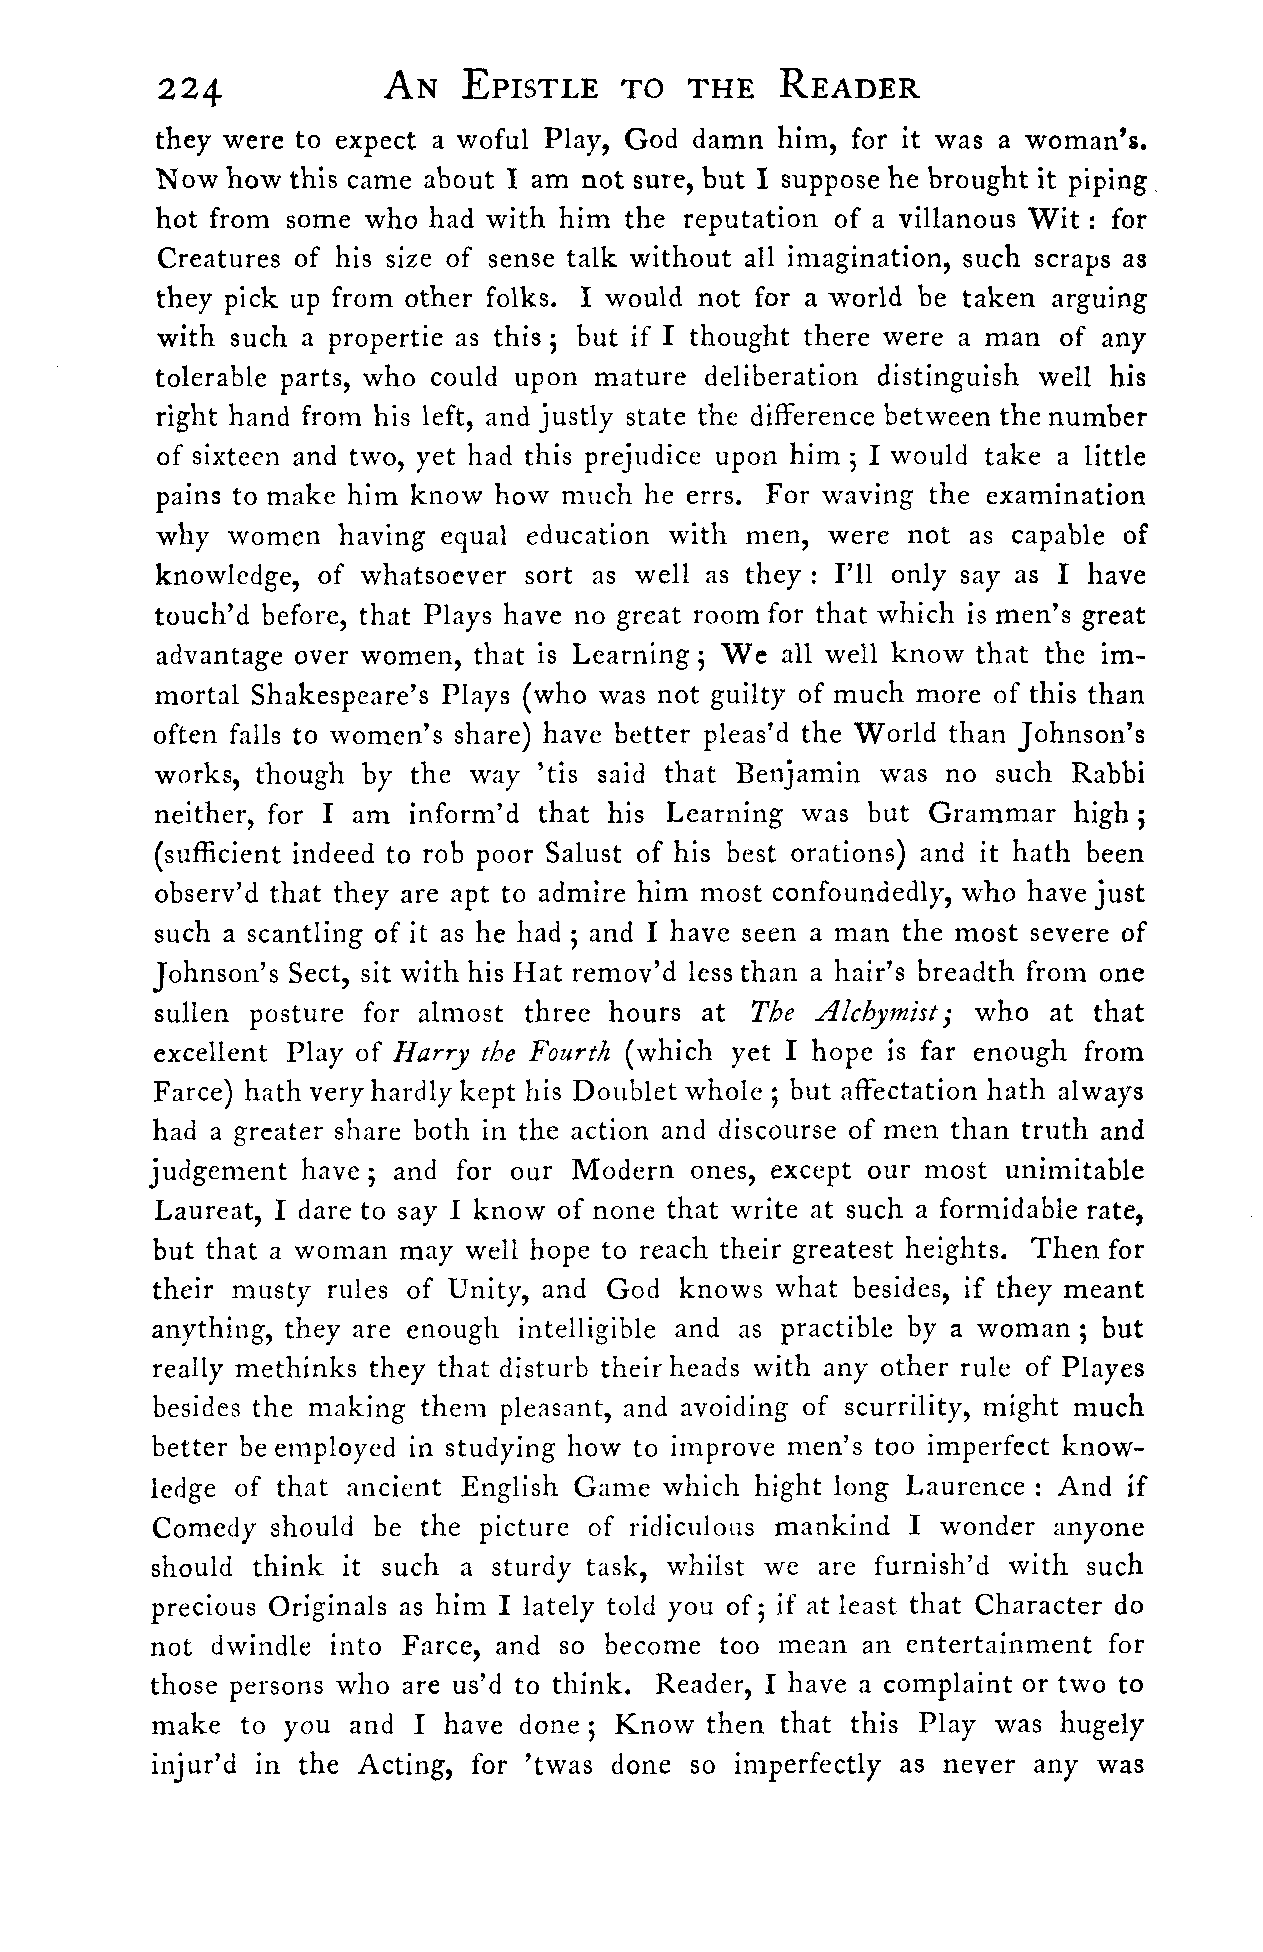 224 An Epistle to the Reader
they were to expect a woful Play, God damn him, for it was a woman's.
Now how this came about I am not sure, but I suppose he brought it piping
hot from some who had with him the reputation of a villanous Wit : for
Creatures of his size of sense talk without all imagination, such scraps as
they pick up from other folks. I would not for a world be taken arguing
with such a propertie as this ; but if I thought there were a man of any
tolerable parts, who could upon mature deliberation distinguish well his
right hand from his left, and justly state the difference between the number
of sixteen and two, yet had this prejudice upon him ; I would take a little
pains to make him know how much he errs. For waving the examination
why women having equal education with men, were not as capable of
knowledge, of whatsoever sort as well as they : I'll only say as I have
touch'd before, that Plays have no great room for that which is men's great
advantage over women, that is Learning ; We all well know that the im-
mortal Shakespeare's Plays (who was not guilty of much more of this than
often falls to women's share) have better pleas'd the World than Johnson's
works, though by the way 'tis said that Benjamin was no such Rabbi
neither, for I am inform'd that his Learning was but Grammar high ;
(sufficient indeed to rob poor Salust of his best orations) and it hath been
observ'd that they are apt to admire him most confoundedly, who have just
such a scantling of it as he had ; and I have seen a man the most severe of
Johnson's Sect, sit with his Hat remov'd less than a hair's breadth from one
sullen posture for almost three hours at The Alchymist ; who at that
excellent Play of Harry the Fourth (which yet I hope is far enough from
Farce) hath very hardly kept his Doublet whole ; but affectation hath always
had a greater share both in the action and discourse of men than truth and
judgement have ; and for our Modern ones, except our most unimitable
Laureat, I dare to say I know of none that write at such a formidable rate,
but that a woman may well hope to reach their greatest heights. Then for
their musty rules of Unity, and God knows what besides, if they meant
anything, they are enough intelligible and as practible by a woman ; but
really methinks they that disturb their heads with any other rule of Playes
besides the making them pleasant, and avoiding of scurrility, might much
better be employed in studying how to improve men's too imperfect know-
ledge of that ancient English Game which hight long Laurence : And if
Comedy should be the picture of ridiculous mankind I wonder anyone
should think it such a sturdy task, whilst we are furnish'd with such
precious Originals as him I lately told you of ; if at least that Character do
not dwindle into Farce, and so become too mean an entertainment for
those persons who are us'd to think. Reader, I have a complaint or two to
make to you and I have done ; Know then that this Play was hugely
injur'd in the Acting, for 'twas done so imperfectly as never any was